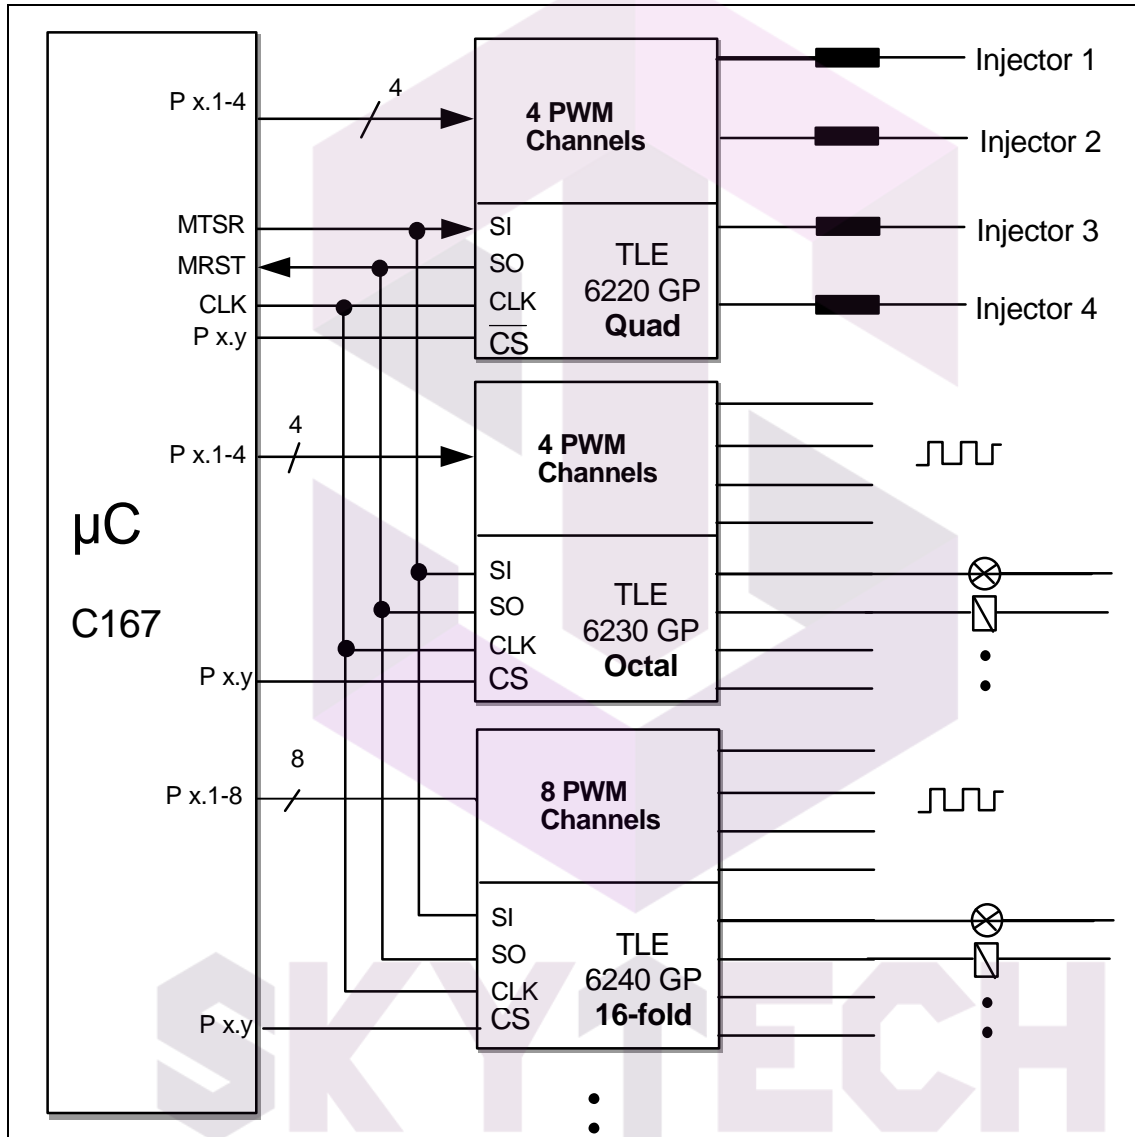 P x.1-4
4
4 PWM
Channels
Injector 1
Injector 2
MTSR
MRST
CLK
P x.y
SI
SO
CLK
CS
TLE
6220 GP
Quad
Injector 3
Injector 4
P x.1-4
4
4 PWM
Channels
µC
C167
SI
SO
CLK
CS
TLE
6230 GP
Octal
P x.y
P x.1-8
8
8 PWM
Channels
SI
SO
CLK
CS
TLE
6240 GP
16-fold
P x.y
SKYTECH